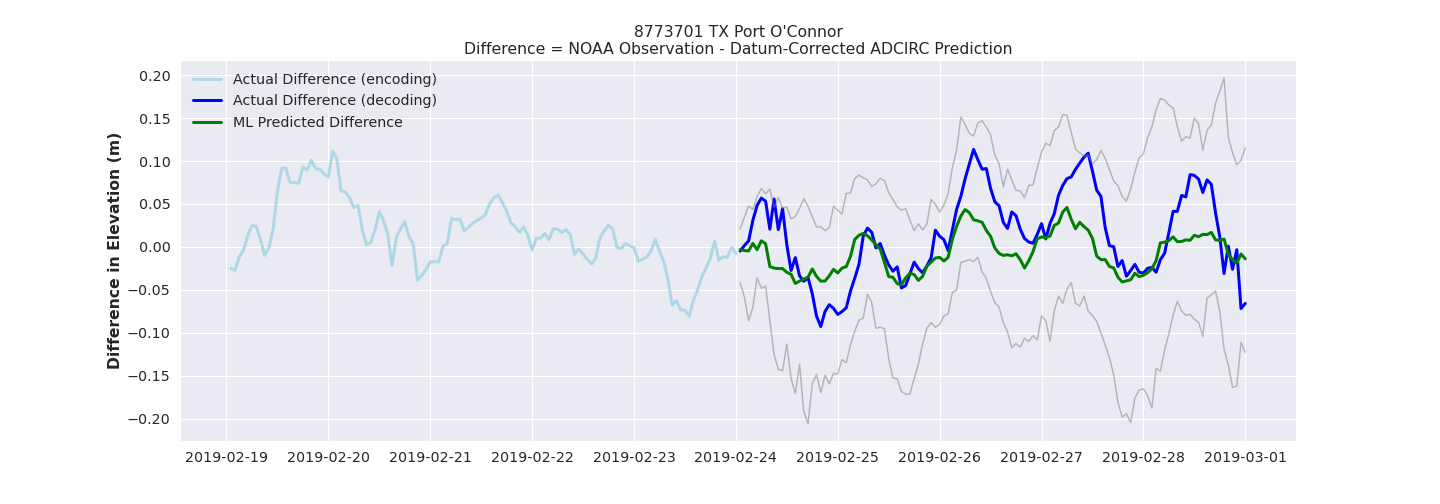 8773701 TX Port O'Connor
Difference = NOAA Observation - Datum-Corrected ADCIRC Prediction
Actual Difference (encoding)
Actual Difference (decoding)
ML Predicted Difference
Difference in Elevation (m)
0.20
0.15
0.10
0.05
0.00
−0.05
−0.10
−0.15
−0.20
2019-02-19 2019-02-20 2019-02-21 2019-02-22 2019-02-23 2019-02-24 2019-02-25 2019-02-26 2019-02-27 2019-02-28 2019-03-01